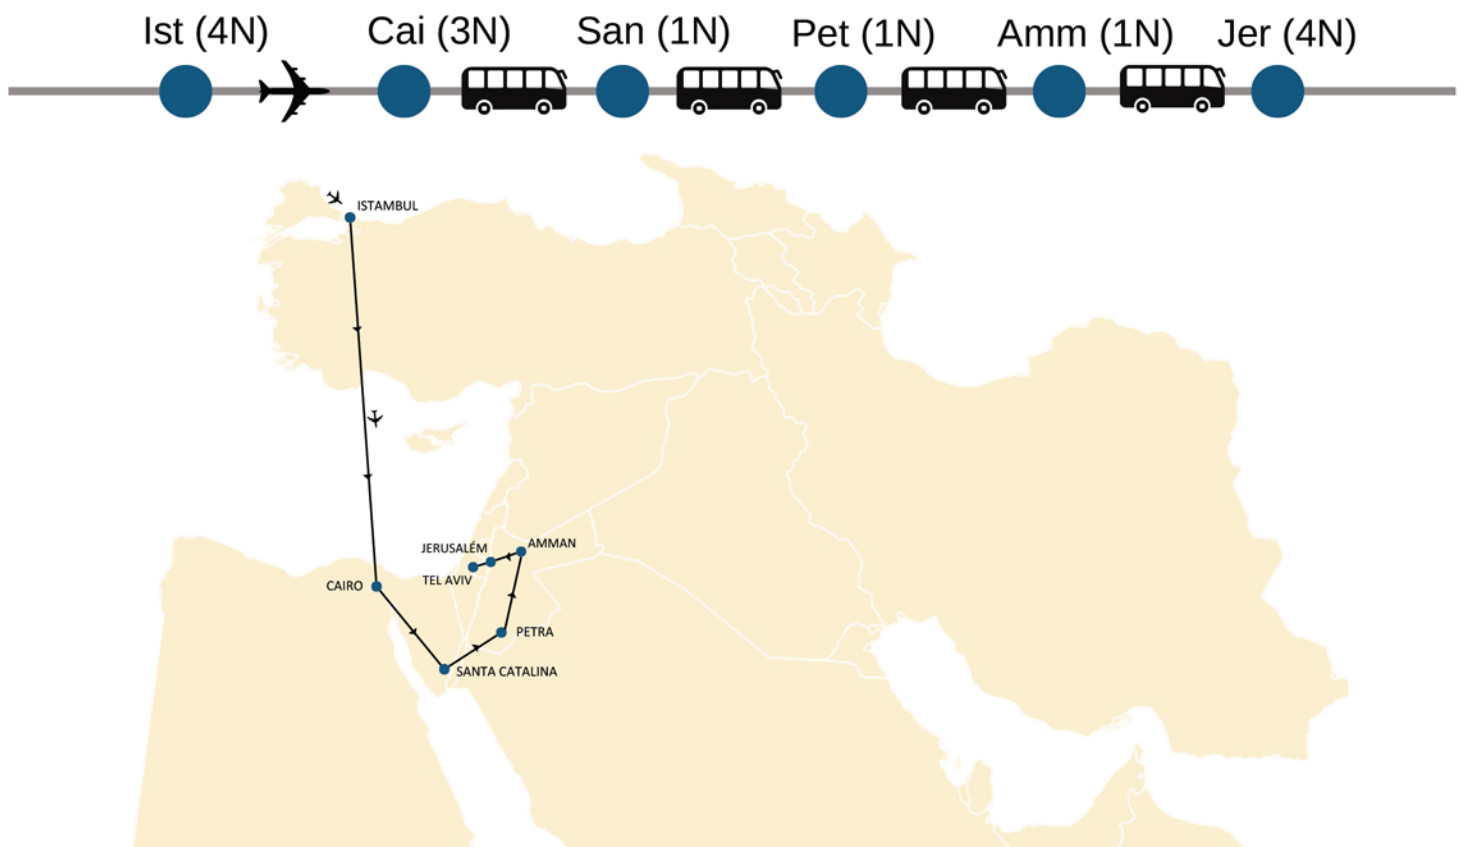 Ist (4N)
Cai (3N)
San (1N)
Pet (1N)
Amm (1N)
Jer (4N)
ISTAMBUL
JERUSALÉM
AMMAN
TEL AVIV
CAIRO
PETRA
SANTA CATALINA